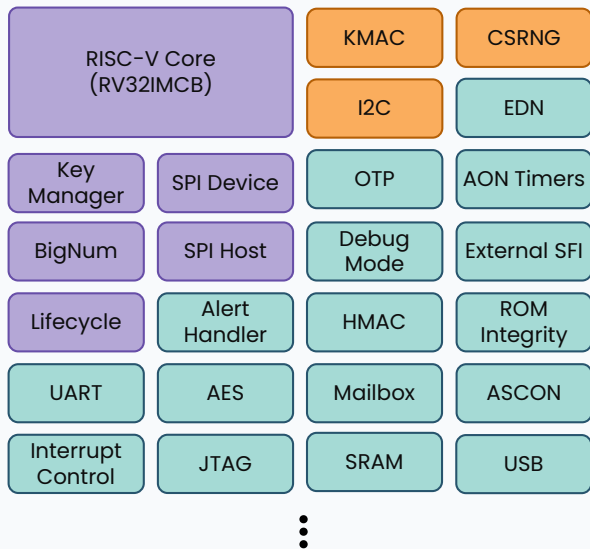 RISC-V Core
(RV32IMCB)
KMAC
CSRNG
I2C
EDN
Key
Manager
SPI Device
OTP
AON Timers
BigNum
SPI Host
Debug
Mode
External SFI
Lifecycle
Alert
Handler
HMAC
ROM
Integrity
UART
AES
Mailbox
ASCON
Interrupt
Control
JTAG
SRAM
USB